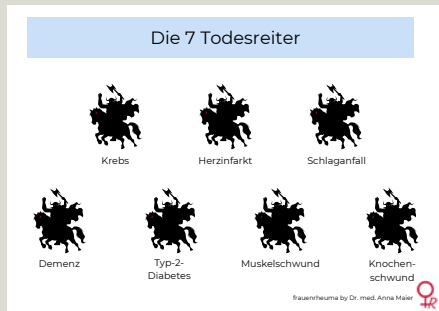 Die 7 Todesreiter
Krebs
Herzinfarkt
Schlaganfall
Demenz
Typ-2-
Diabetes
Muskelschwund
Knochen-
schwund
frauenrheuma by Dr. med. Anna Maier
R